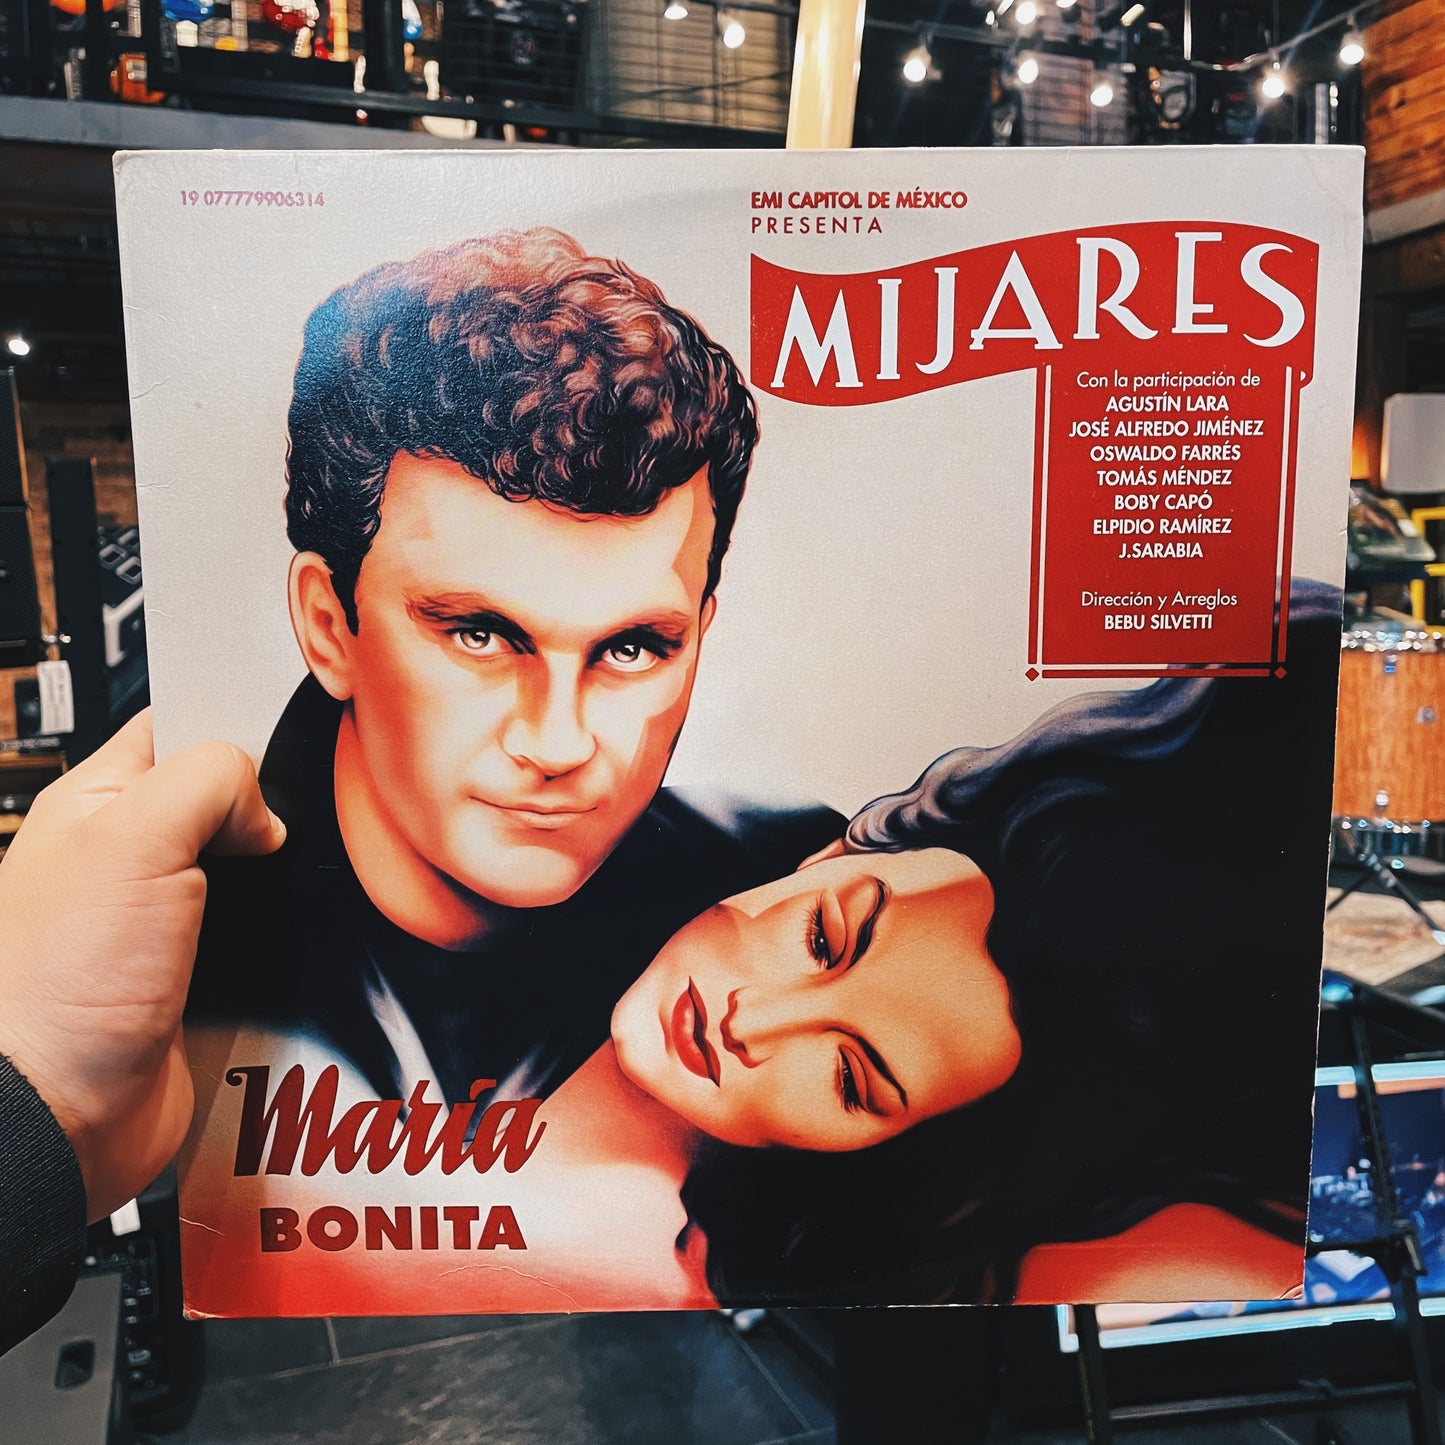 19 077779906314
EMI CAPITOL DE MÉXICO
PRESENTA
MIJARES
Con la participación de
AGUSTÍN LARA
JOSÉ ALFREDO JIMÉNEZ
OSWALDO FARRÉS
TOMÁS MÉNDEZ
BOBY CAPÓ
ELPIDIO RAMÍREZ
J.SARABIA
Dirección y Arreglos
BEBU SILVETTI
María
BONITA